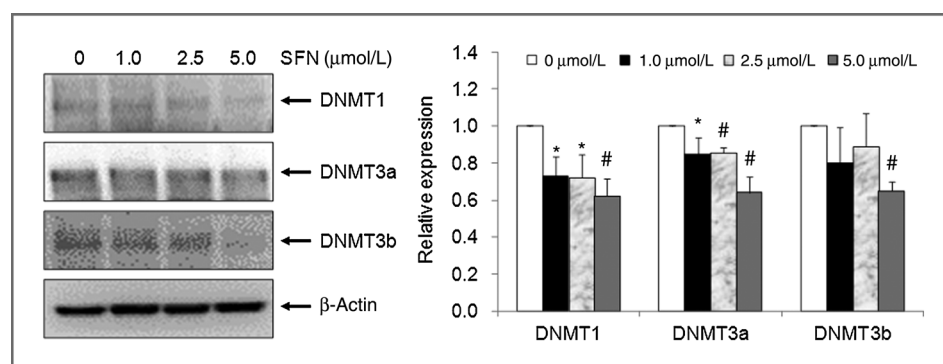 0 1.0 2.5 5.0 SFN (μmol/L)
DNMT1
DNMT3a
DNMT3b
β-Actin
Relative expression
1.4
1.2
1.0
0.8
0.6
0.4
0.2
0.0
0 μmol/L 1.0 μmol/L 2.5 μmol/L 5.0 μmol/L
* * #
* # #
#
DNMT1 DNMT3a DNMT3b